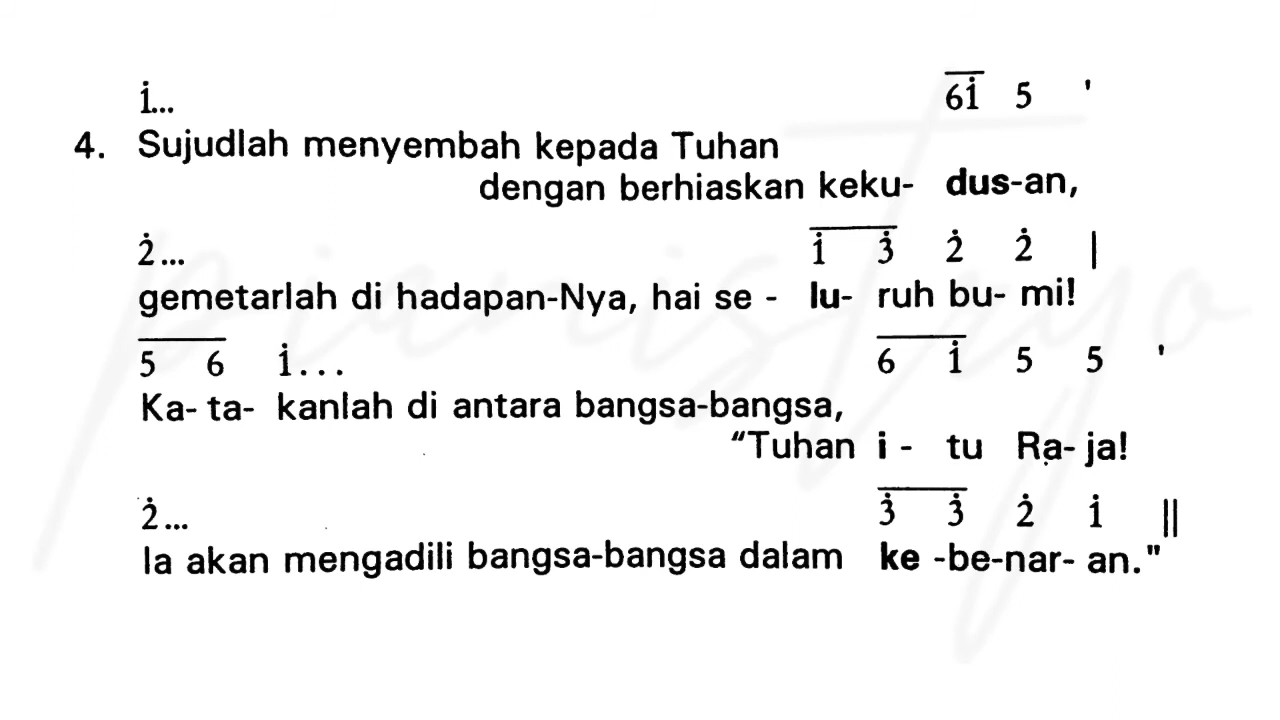 i̇... 6i̇ 5 '
4. Sujudlah menyembah kepada Tuhan
dengan berhiaskan keku- dus-an,
2̇... i̇ 3̇ 2̇ 2̇ |
gemetarlah di hadapan-Nya, hai se - lu- ruh bu- mi!
5 6 i̇... 6 i̇ 5 5 '
Ka- ta- kanlah di antara bangsa-bangsa,
“Tuhan i - tu Rạ- ja!
2̇... 3̇ 3̇ 2̇ i̇ ||
Ia akan mengadili bangsa-bangsa dalam ke -be-nar- an."
pianistyo